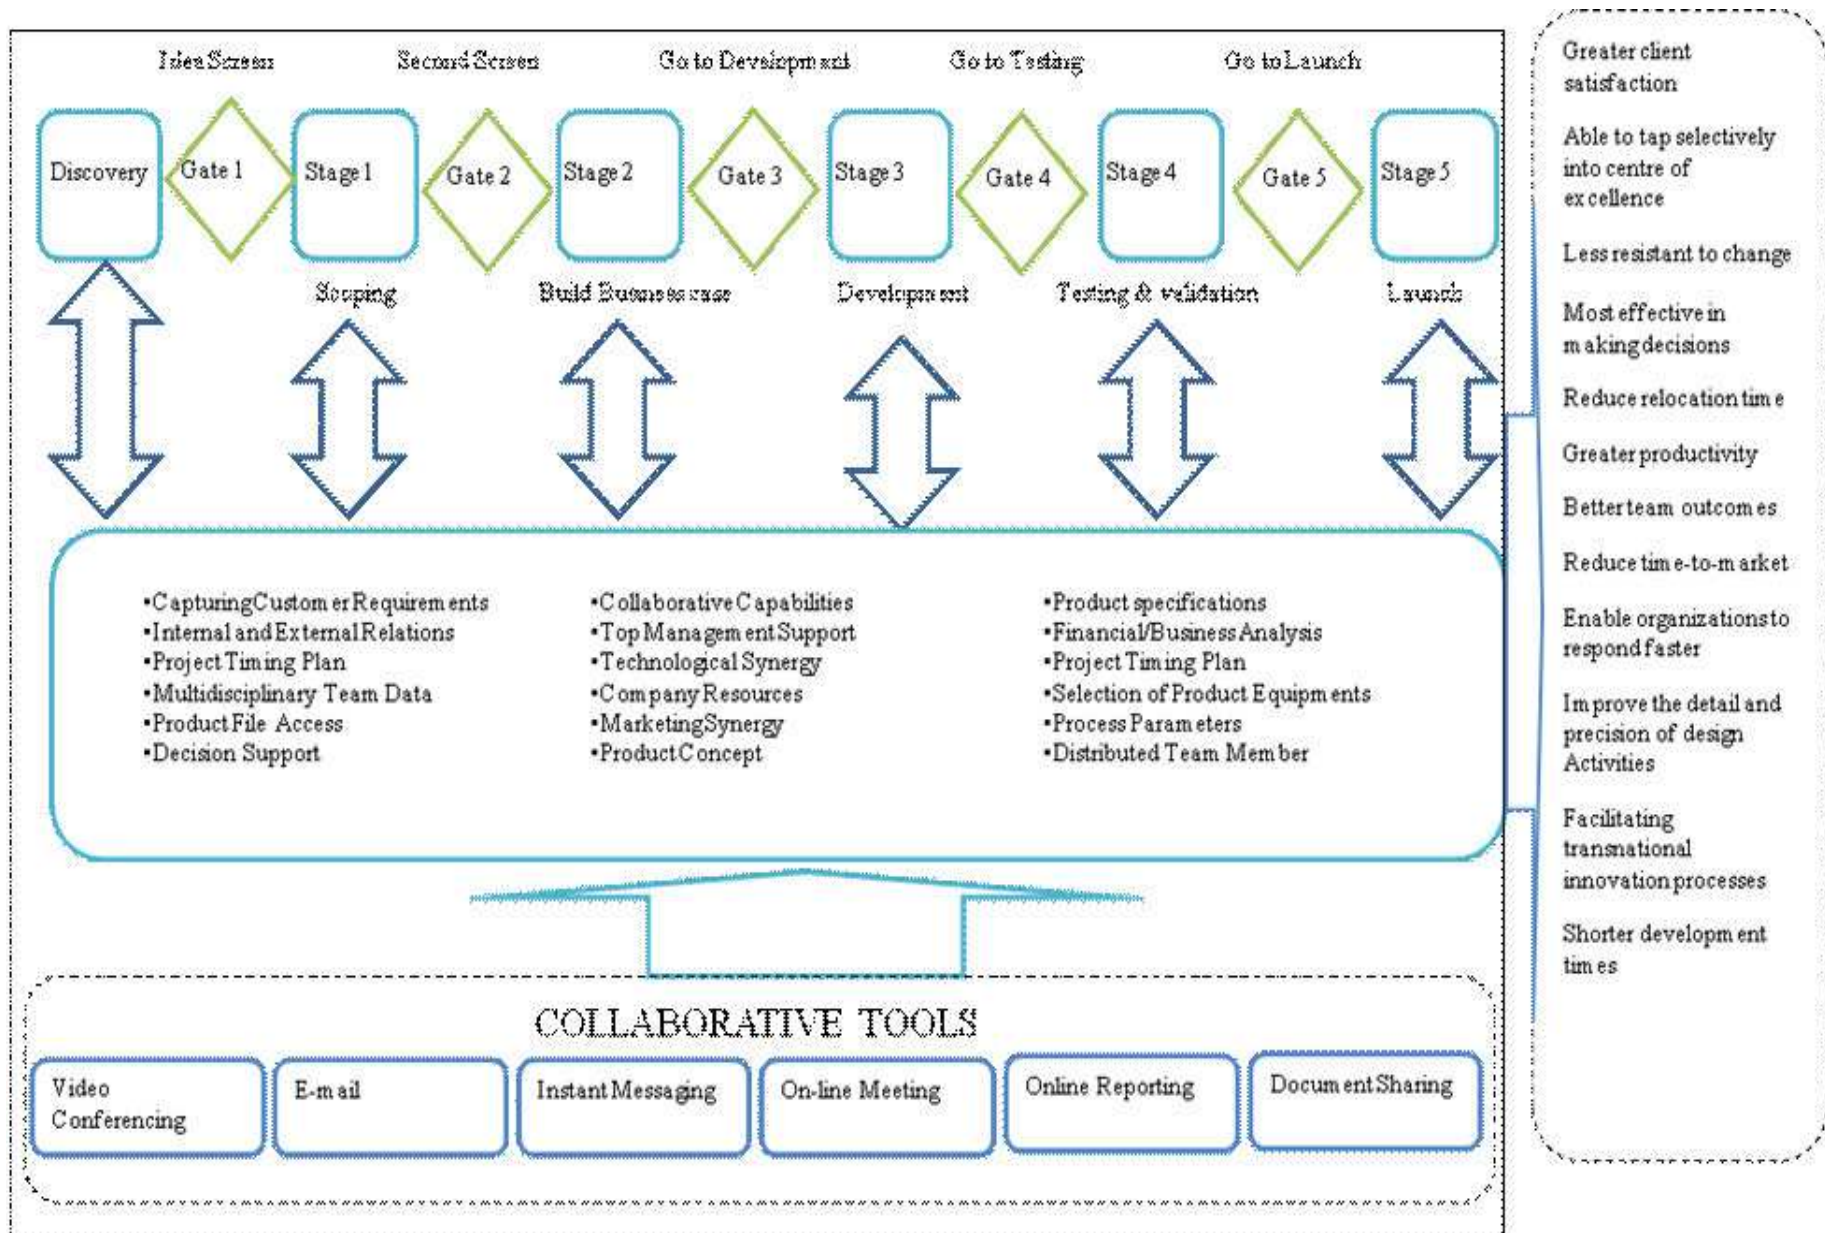 Idea Screen
Second Screen
Go to Development
Go to Testing
Go to Launch
Discovery
Gate 1
Stage 1
Gate 2
Stage 2
Gate 3
Stage 3
Gate 4
Stage 4
Gate 5
Stage 5
Scoping
Build Business case
Development
Testing & validation
Launch
•Capturing Customer Requirements
•Internal and External Relations
•Project Timing Plan
•Multidisciplinary Team Data
•Product File Access
•Decision Support
•Collaborative Capabilities
•Top Management Support
•Technological Synergy
•Company Resources
•Marketing Synergy
•Product Concept
•Product specifications
•Financial/Business Analysis
•Project Timing Plan
•Selection of Product Equipments
•Process Parameters
•Distributed Team Member
COLLABORATIVE TOOLS
Video
Conferencing
E-mail
Instant Messaging
On-line Meeting
Online Reporting
Document Sharing
Greater client
satisfaction
Able to tap selectively
into centre of
excellence
Less resistant to change
Most effective in
making decisions
Reduce relocation time
Greater productivity
Better team outcomes
Reduce time-to-market
Enable organizations to
respond faster
Improve the detail and
precision of design
Activities
Facilitating
transnational
innovation processes
Shorter development
times